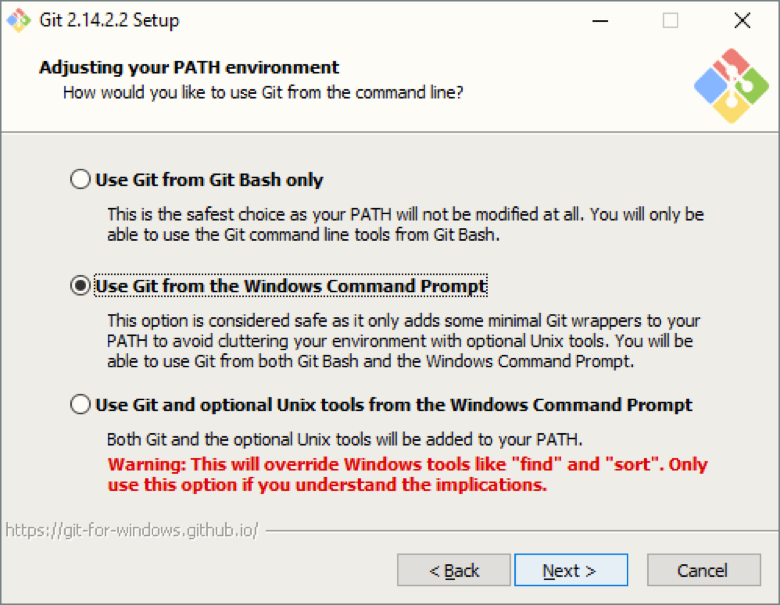 Git 2.14.2.2 Setup
Adjusting your PATH environment
How would you like to use Git from the command line?
Use Git from Git Bash only
This is the safest choice as your PATH will not be modified at all. You will only be
able to use the Git command line tools from Git Bash.
Use Git from the Windows Command Prompt
This option is considered safe as it only adds some minimal Git wrappers to your
PATH to avoid cluttering your environment with optional Unix tools. You will be
able to use Git from both Git Bash and the Windows Command Prompt.
Use Git and optional Unix tools from the Windows Command Prompt
Both Git and the optional Unix tools will be added to your PATH.
Warning: This will override Windows tools like "find" and "sort". Only
use this option if you understand the implications.
https://git-for-windows.github.io/
< Back Next > Cancel